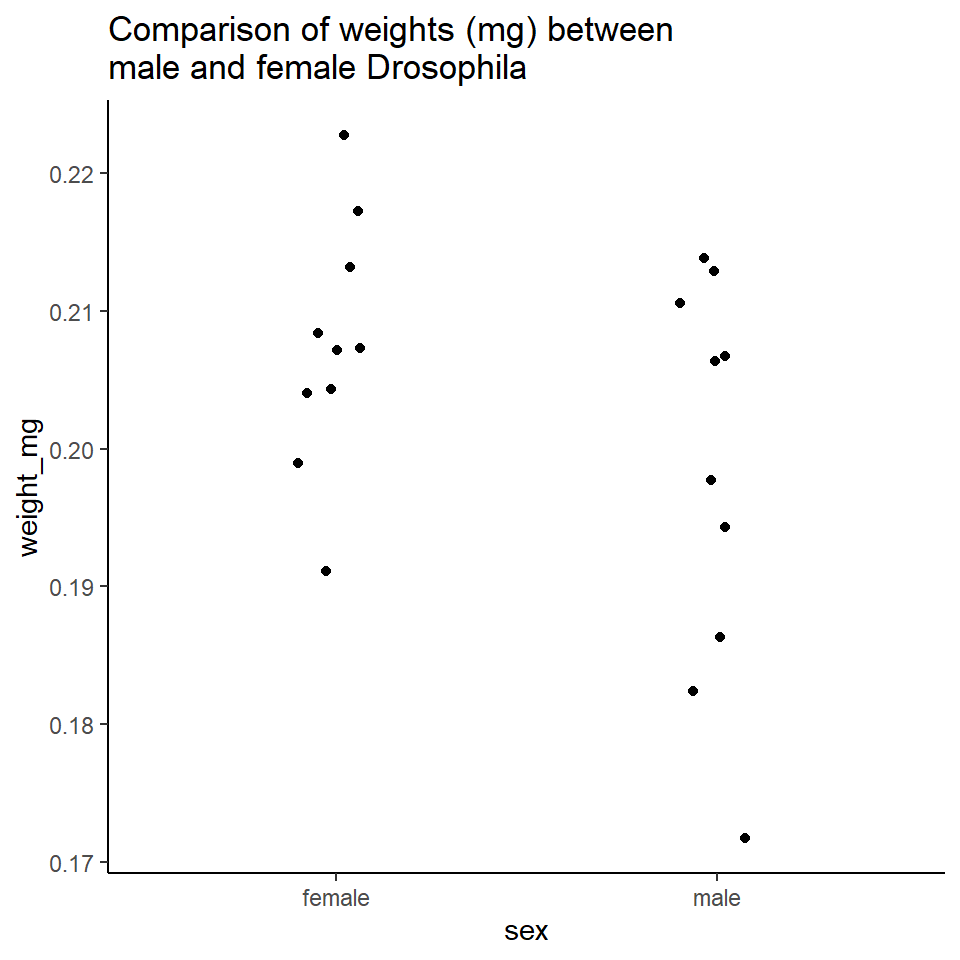 Comparison of weights (mg) between
male and female Drosophila
weight_mg
0.22
0.21
0.20
0.19
0.18
0.17
female
male
sex